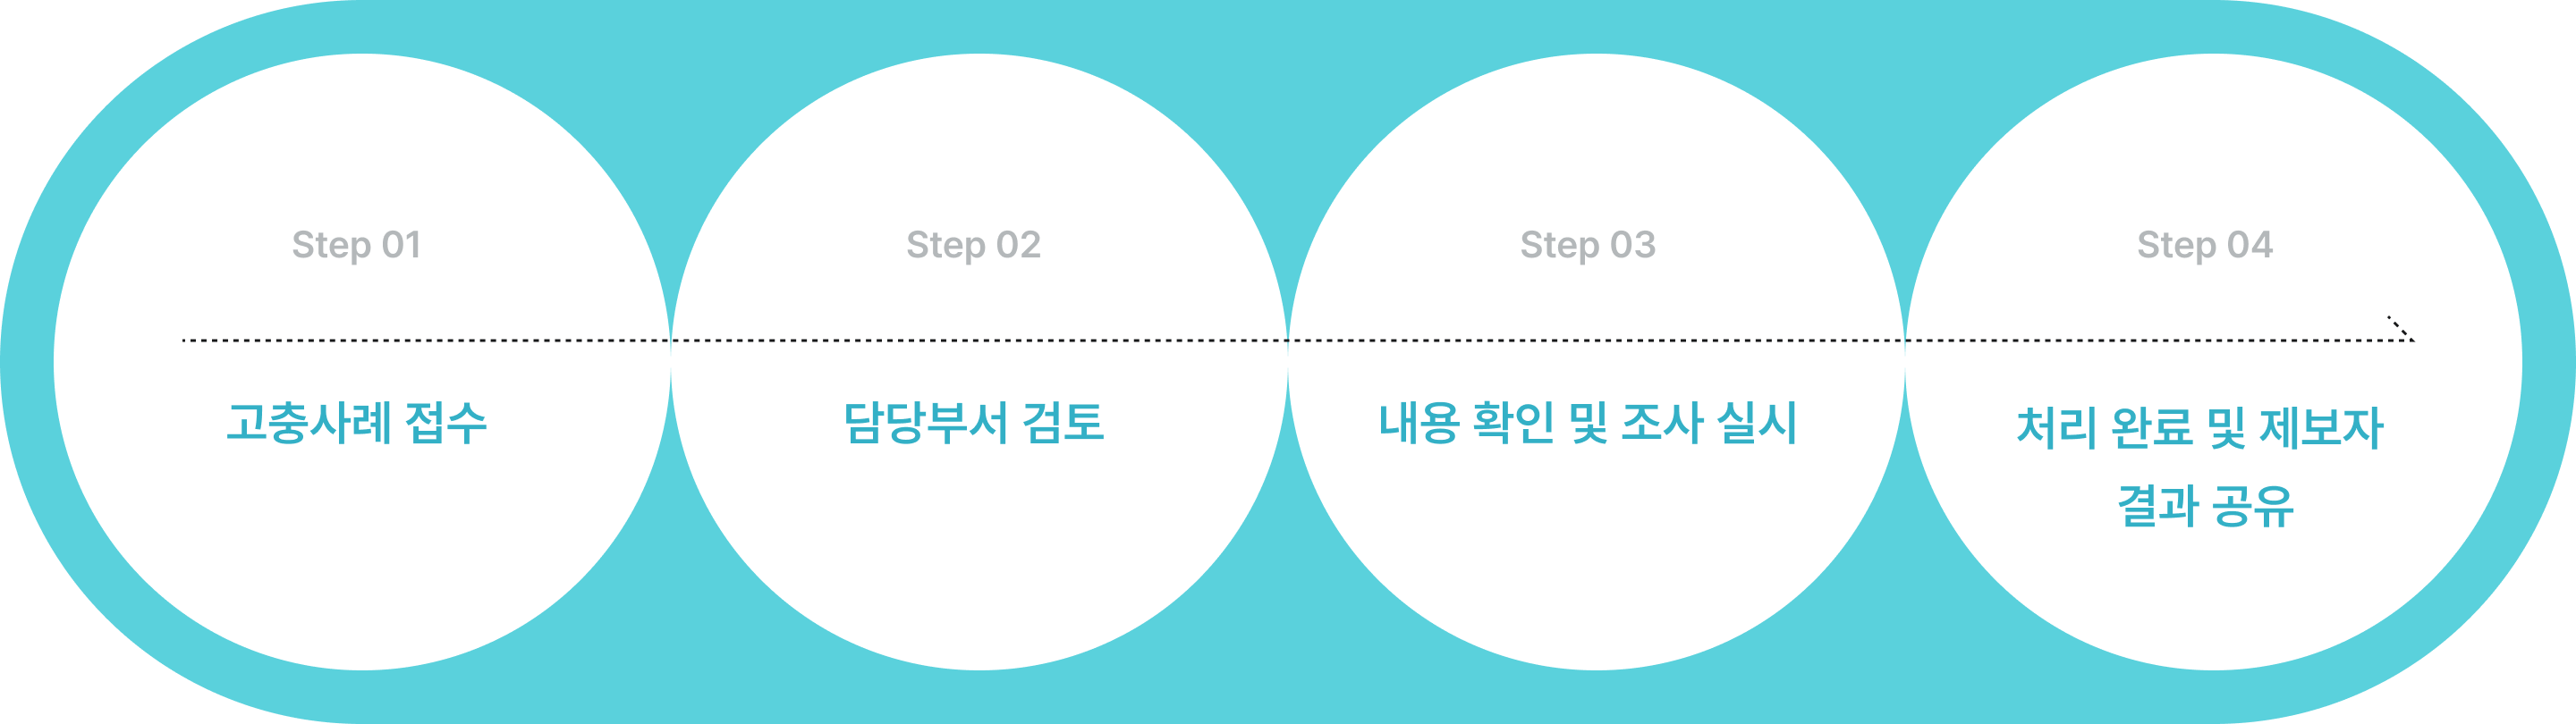 Step 01
고충사례 접수
Step 02
담당부서 검토
Step 03
내용 확인 및 조사 실시
Step 04
처리 완료 및 제보자
결과 공유